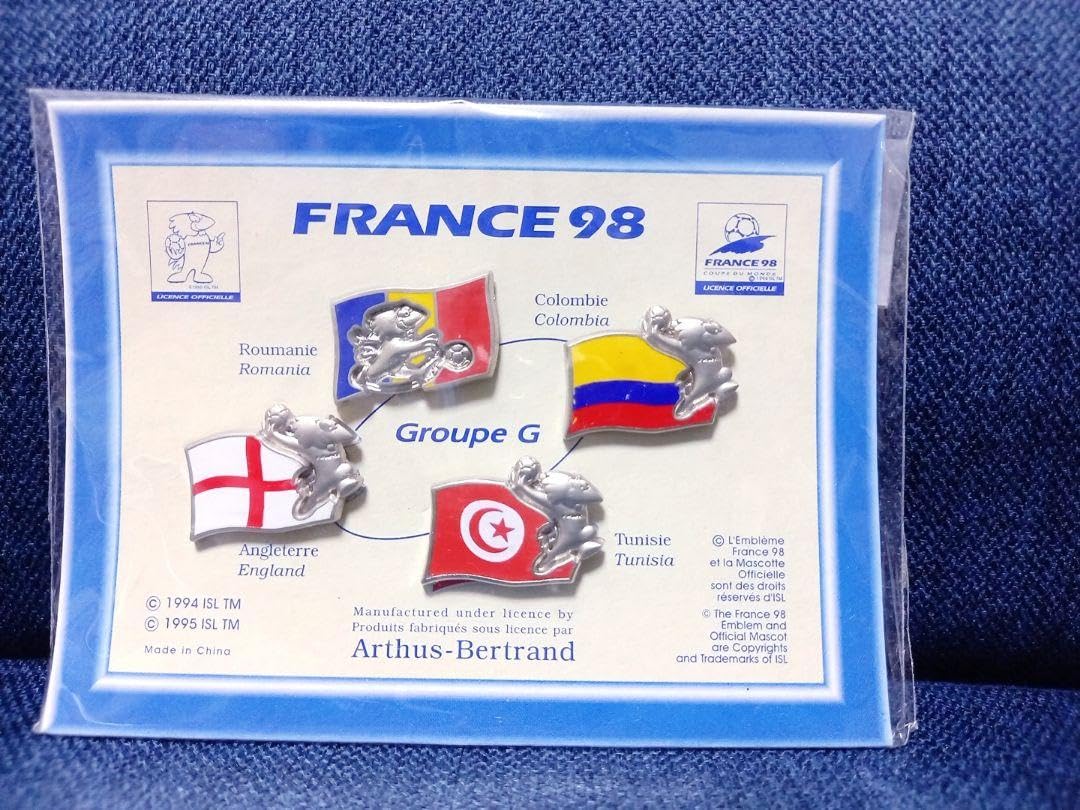 FRANCE 98
LICENCE OFFICIELLE
FRANCE 98
COUPE DU MONDE
© 1994 ISL TM
LICENCE OFFICIELLE
Colombie
Colombia
Roumanie
Romania
Groupe G
Angleterre
England
Tunisie
Tunisia
© 1994 ISL TM
© 1995 ISL TM
Made in China
Manufactured under licence by
Produits fabriqués sous licence par
Arthus-Bertrand
© L'Emblème
France 98
et la Mascotte
Officielle
sont des droits
réservés d'ISL
© The France 98
Emblem and
Official Mascot
are Copyrights
and Trademarks of ISL